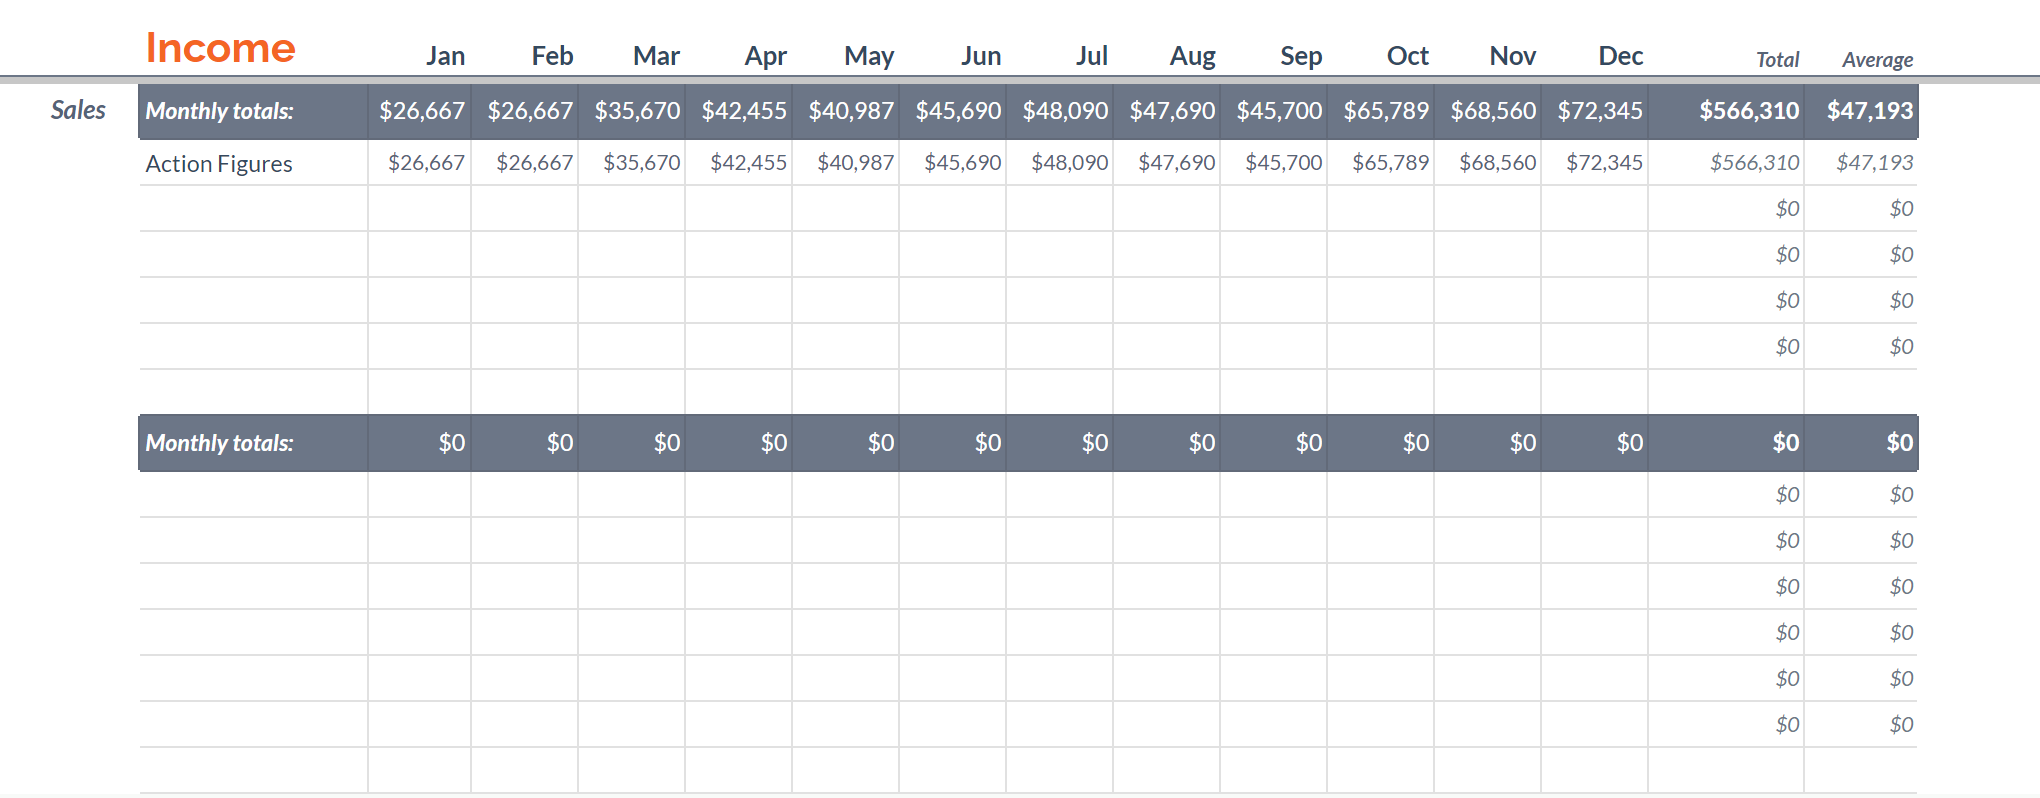 Income Jan Feb Mar Apr May Jun Jul Aug Sep Oct Nov Dec Total Average
Sales Monthly totals: $26,667 $26,667 $35,670 $42,455 $40,987 $45,690 $48,090 $47,690 $45,700 $65,789 $68,560 $72,345 $566,310 $47,193
Action Figures $26,667 $26,667 $35,670 $42,455 $40,987 $45,690 $48,090 $47,690 $45,700 $65,789 $68,560 $72,345 $566,310 $47,193
$0 $0
$0 $0
$0 $0
$0 $0
Monthly totals: $0 $0 $0 $0 $0 $0 $0 $0 $0 $0 $0 $0 $0 $0
$0 $0
$0 $0
$0 $0
$0 $0
$0 $0
$0 $0